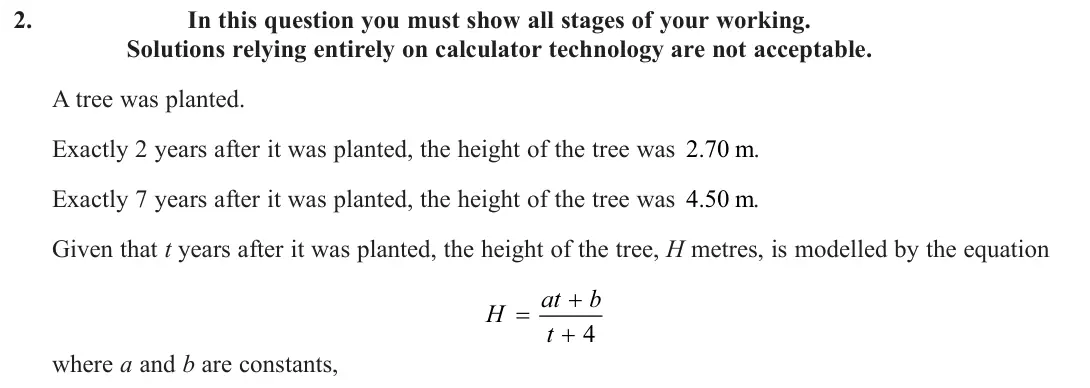 2. In this question you must show all stages of your working.
Solutions relying entirely on calculator technology are not acceptable.
A tree was planted.
Exactly 2 years after it was planted, the height of the tree was 2.70 m.
Exactly 7 years after it was planted, the height of the tree was 4.50 m.
Given that t years after it was planted, the height of the tree, H metres, is modelled by the equation
H = \frac{at + b}{t + 4}
where a and b are constants,